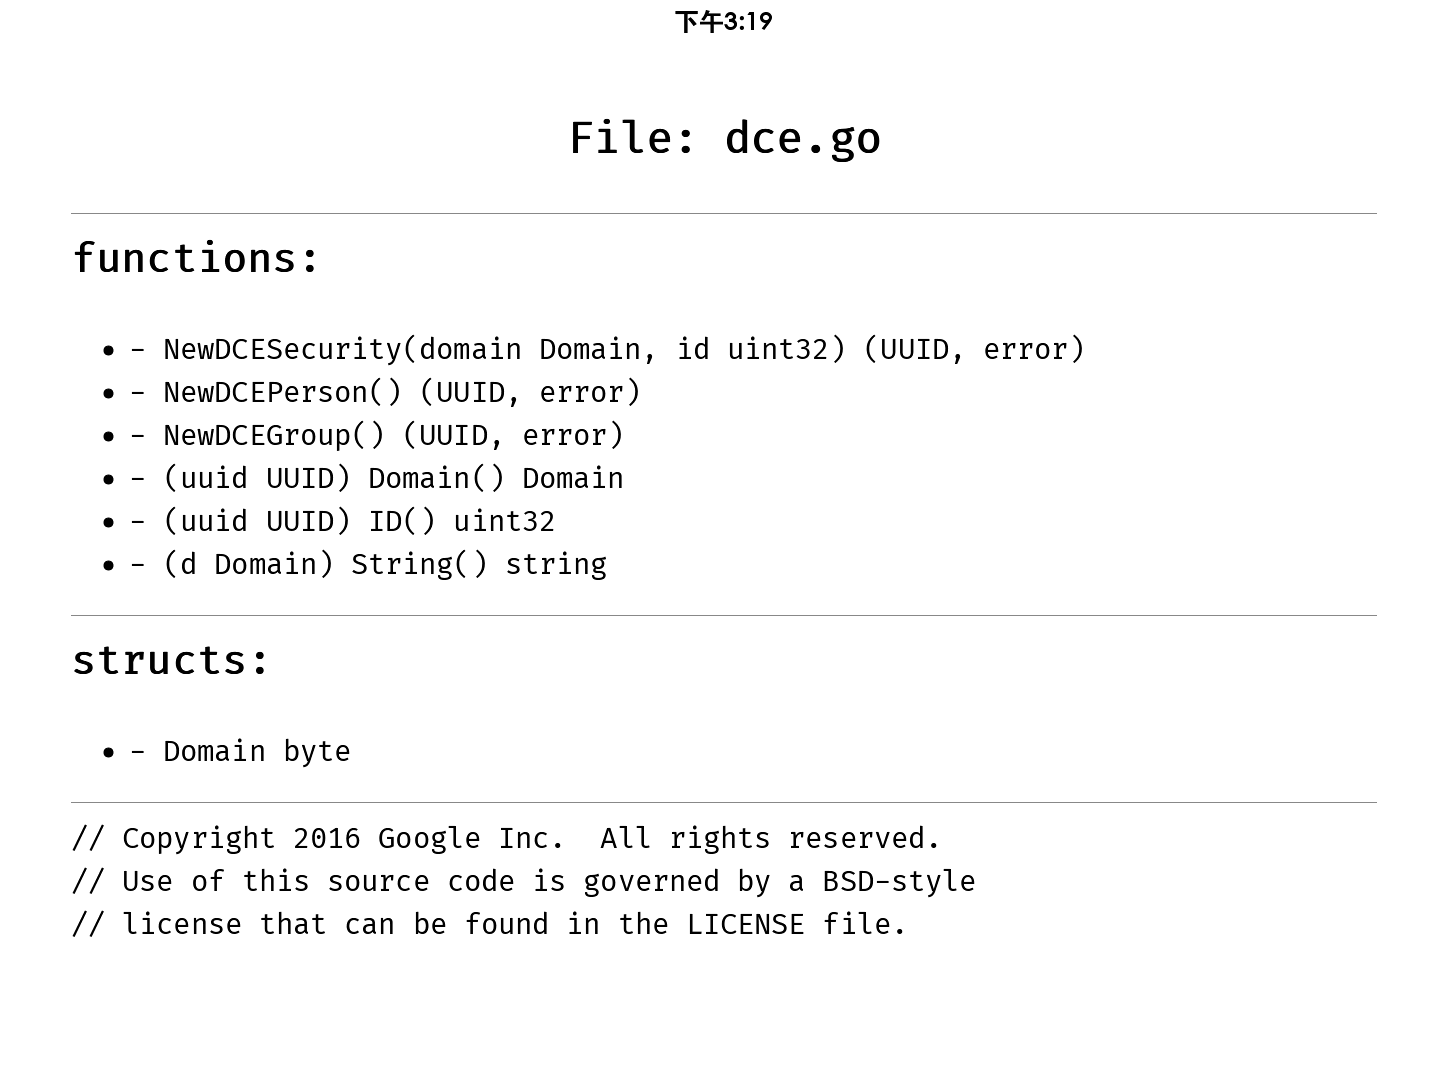 下午3:19
File: dce.go
functions:
• – NewDCESecurity(domain Domain, id uint32) (UUID, error)
• – NewDCEPerson() (UUID, error)
• – NewDCEGroup() (UUID, error)
• – (uuid UUID) Domain() Domain
• – (uuid UUID) ID() uint32
• – (d Domain) String() string
structs:
• – Domain byte
// Copyright 2016 Google Inc.  All rights reserved.
// Use of this source code is governed by a BSD-style
// license that can be found in the LICENSE file.